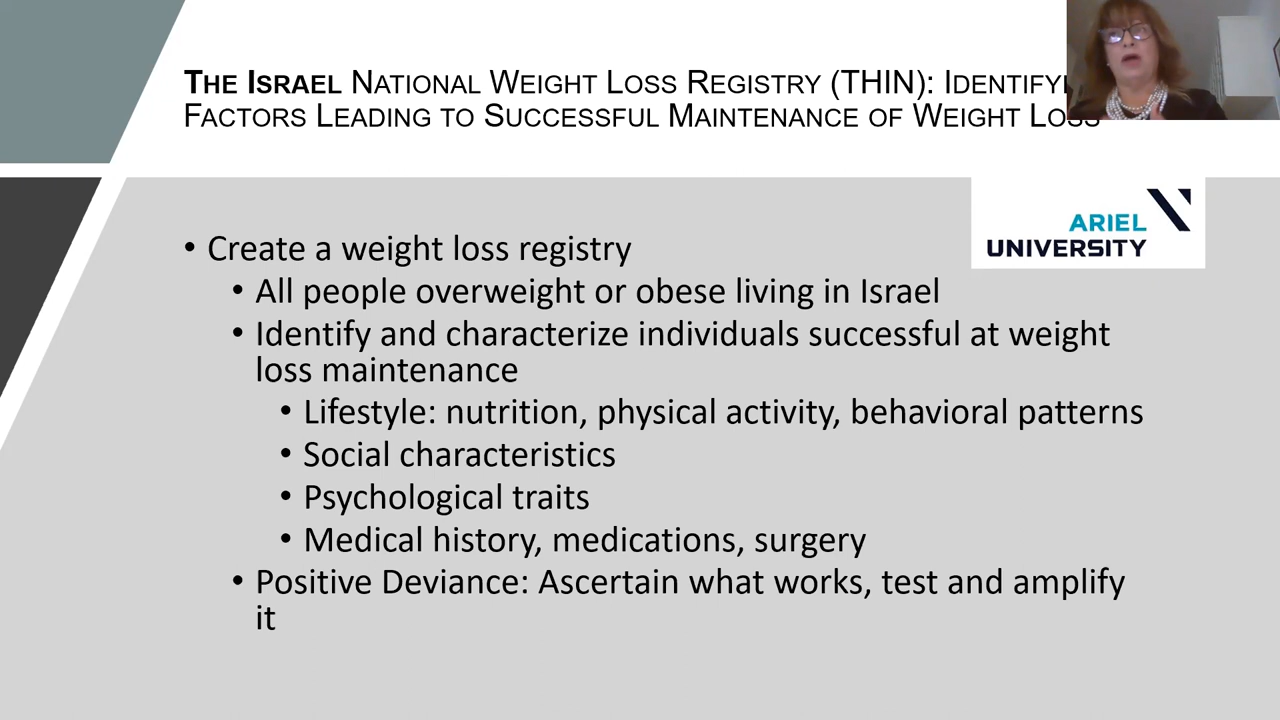 THE ISRAEL NATIONAL WEIGHT LOSS REGISTRY (THIN):
FACTORS LEADING TO SUCCESSFUL MAINTENANCE OF WEIGHT LOSS
ARIEL
UNIVERSITY
• Create a weight loss registry
• All people overweight or obese living in Israel
• Identify and characterize individuals successful at weight
loss maintenance
• Lifestyle: nutrition, physical activity, behavioral patterns
• Social characteristics
• Psychological traits
• Medical history, medications, surgery
• Positive Deviance: Ascertain what works, test and amplify
it